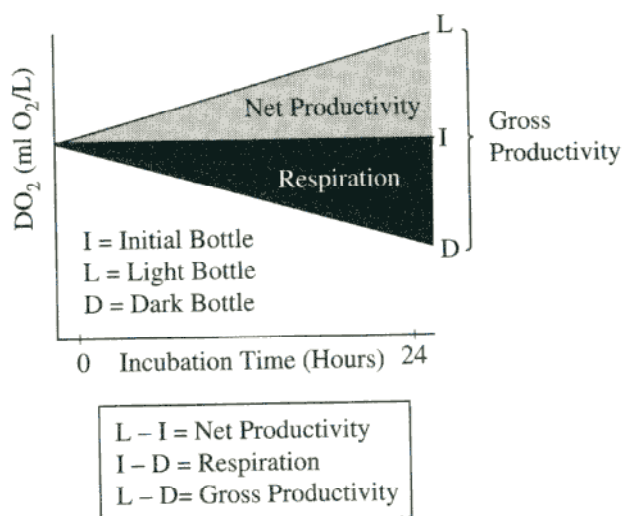 DO2 (ml O2/L)
L
Net Productivity
I
Gross
Productivity
Respiration
D
I = Initial Bottle
L = Light Bottle
D = Dark Bottle
0 Incubation Time (Hours) 24
L – I = Net Productivity
I – D = Respiration
L – D= Gross Productivity